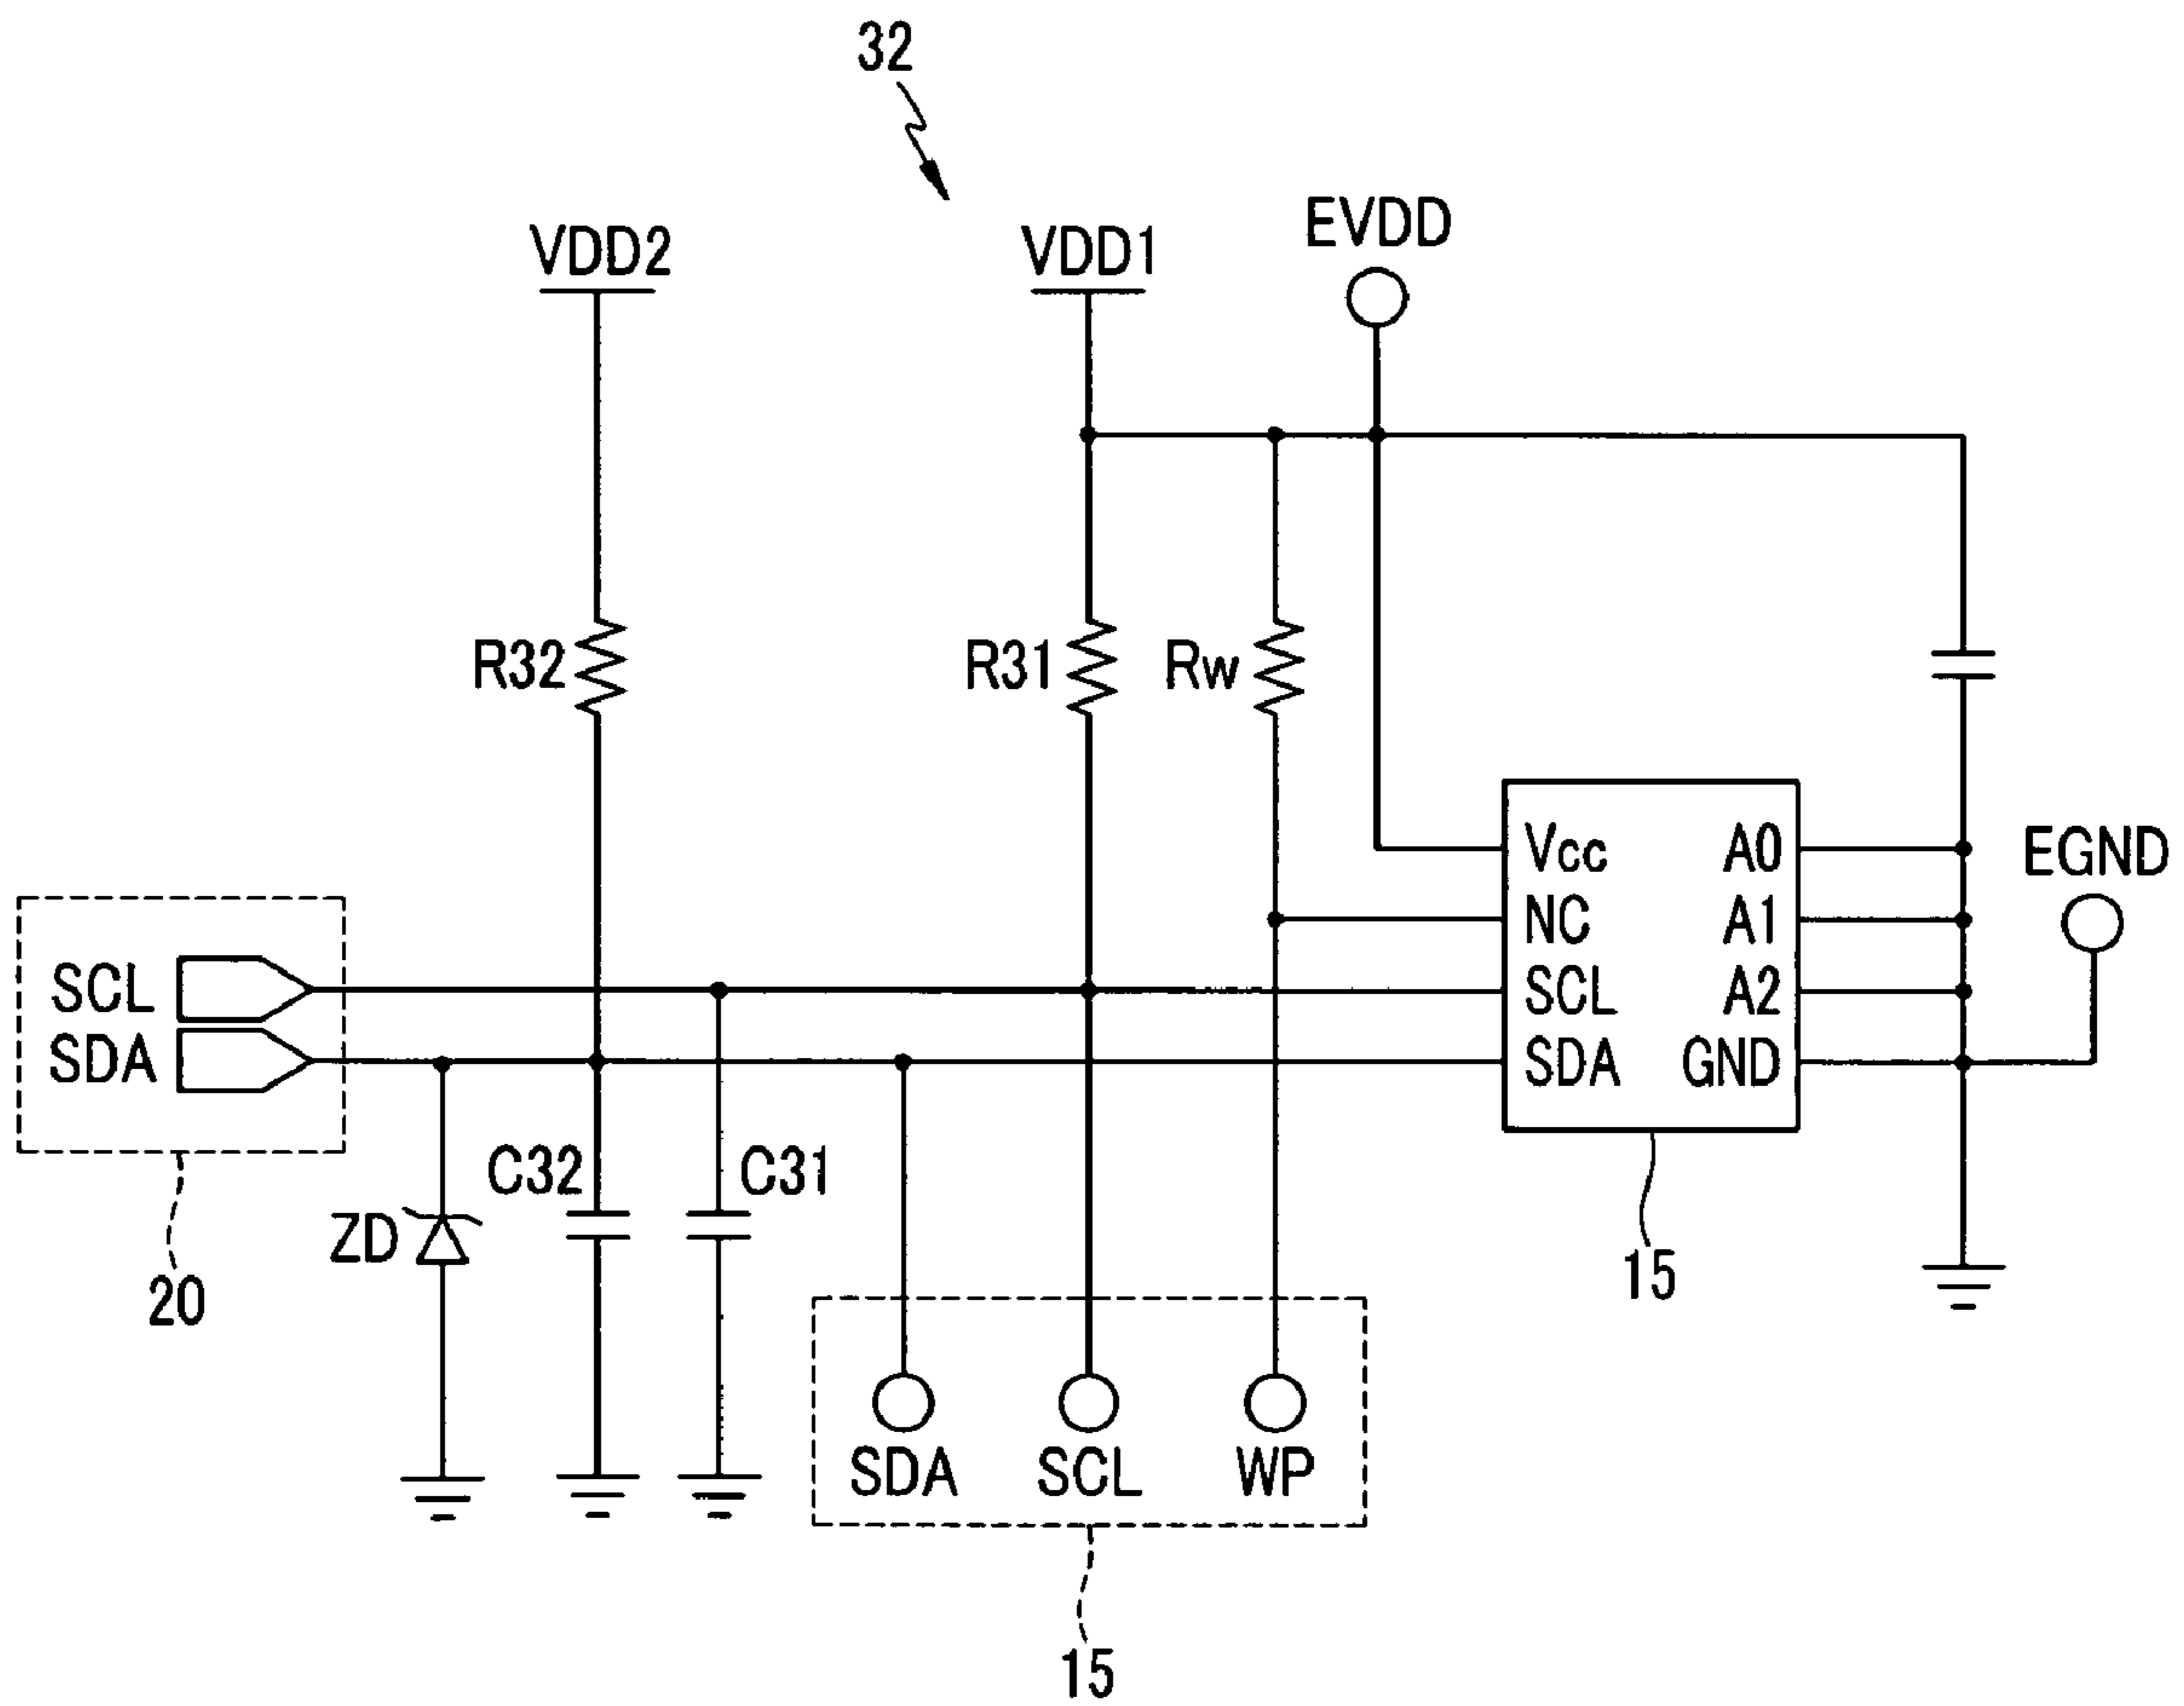 32
VDD2
VDD1
EVDD
R32
R31
Rw
Vcc
A0
EGND
NC
A1
SCL
SCL
A2
SDA
SDA
GND
C32
C31
ZD
20
15
SDA
SCL
WP
15